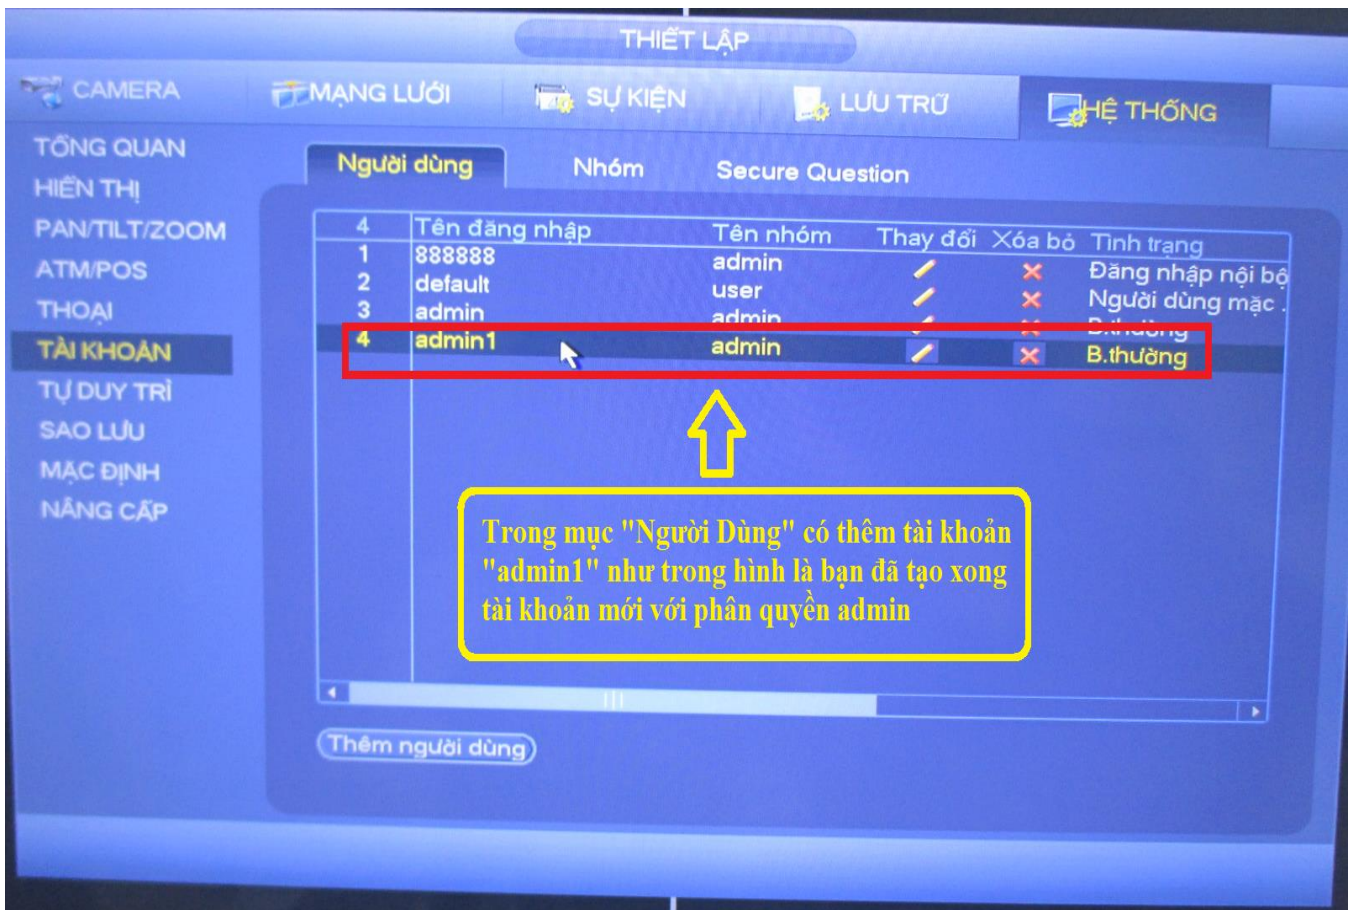 THIẾT LẬP
CAMERA MẠNG LƯỚI SỰ KIỆN LƯU TRỮ HỆ THỐNG
TỔNG QUAN
HIỂN THỊ
PAN/TILT/ZOOM
ATM/POS
THOẠI
TÀI KHOẢN
TỰ DUY TRÌ
SAO LƯU
MẶC ĐỊNH
NÂNG CẤP
Người dùng Nhóm Secure Question
4 Tên đăng nhập Tên nhóm Thay đổi Xóa bỏ Tình trạng
1 888888 admin Đăng nhập nội bộ
2 default user Người dùng mặc .
3 admin admin B.thường
4 admin1 admin B.thường
Trong mục "Người Dùng" có thêm tài khoản
"admin1" như trong hình là bạn đã tạo xong
tài khoản mới với phân quyền admin
Thêm người dùng